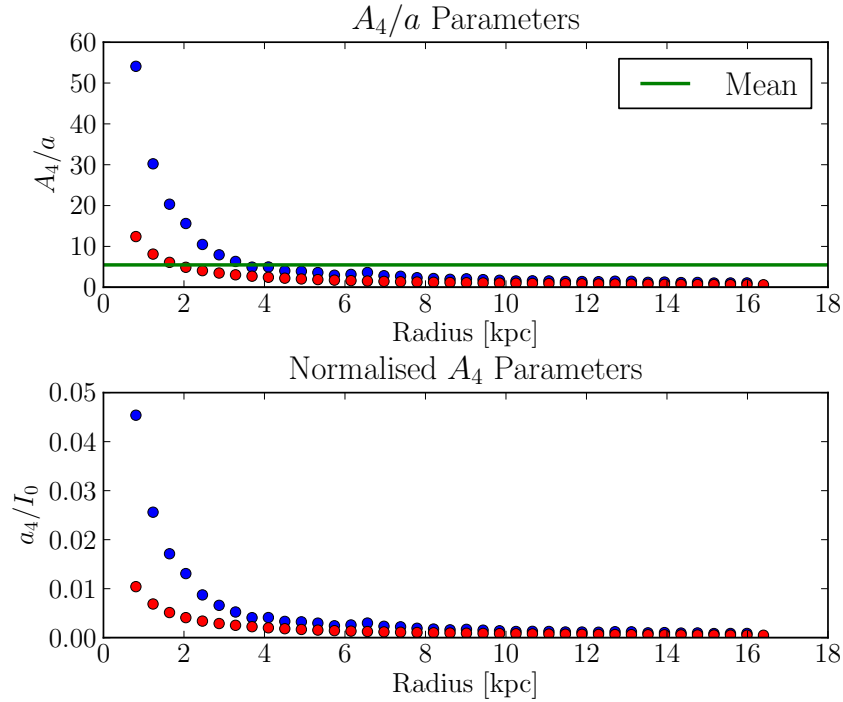 A₄/a Parameters
60
50
40
30
20
10
0
A₄/a
Mean
0 2 4 6 8 10 12 14 16 18
Radius [kpc]
Normalised A₄ Parameters
0.05
0.04
0.03
0.02
0.01
0.00
a₄/I₀
0 2 4 6 8 10 12 14 16 18
Radius [kpc]